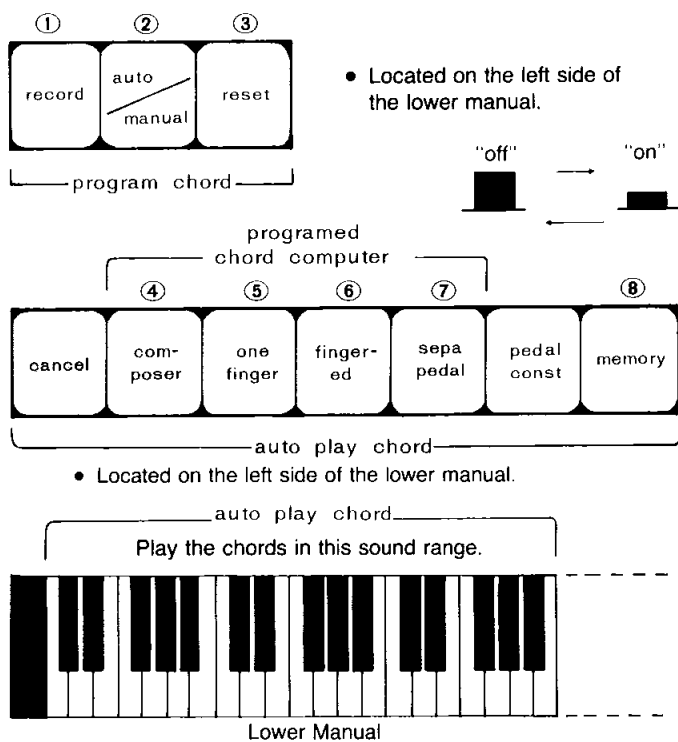 ① ② ③
record
auto
manual
reset
program chord
• Located on the left side of
the lower manual.
"off" "on"
programed
chord computer
④ ⑤ ⑥ ⑦ ⑧
cancel
com-
poser
one
finger
finger-
ed
sepa
pedal
pedal
const
memory
auto play chord
• Located on the left side of the lower manual.
auto play chord
Play the chords in this sound range.
Lower Manual